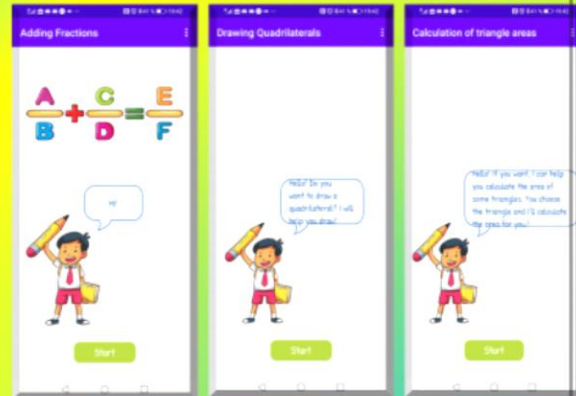 Adding Fractions
A + C = E
B D F
Start
Drawing Quadrilaterals
Hello! Do you
want to draw a
quadrilateral? I will
help you draw!
Start
Calculation of triangle areas
Hello! If you want, I can help
you calculate the area of
some triangles. You choose
the triangle and I'll calculate
the area for you!
Start